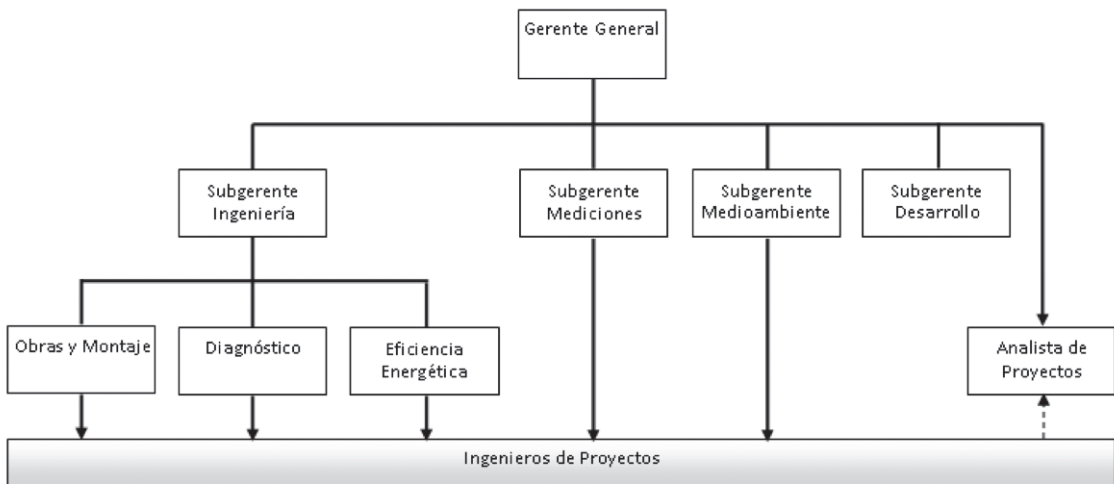 Gerente General
Subgerente
Ingeniería
Subgerente
Mediciones
Subgerente
Medioambiente
Subgerente
Desarrollo
Obras y Montaje
Diagnóstico
Eficiencia
Energética
Analista de
Proyectos
Ingenieros de Proyectos